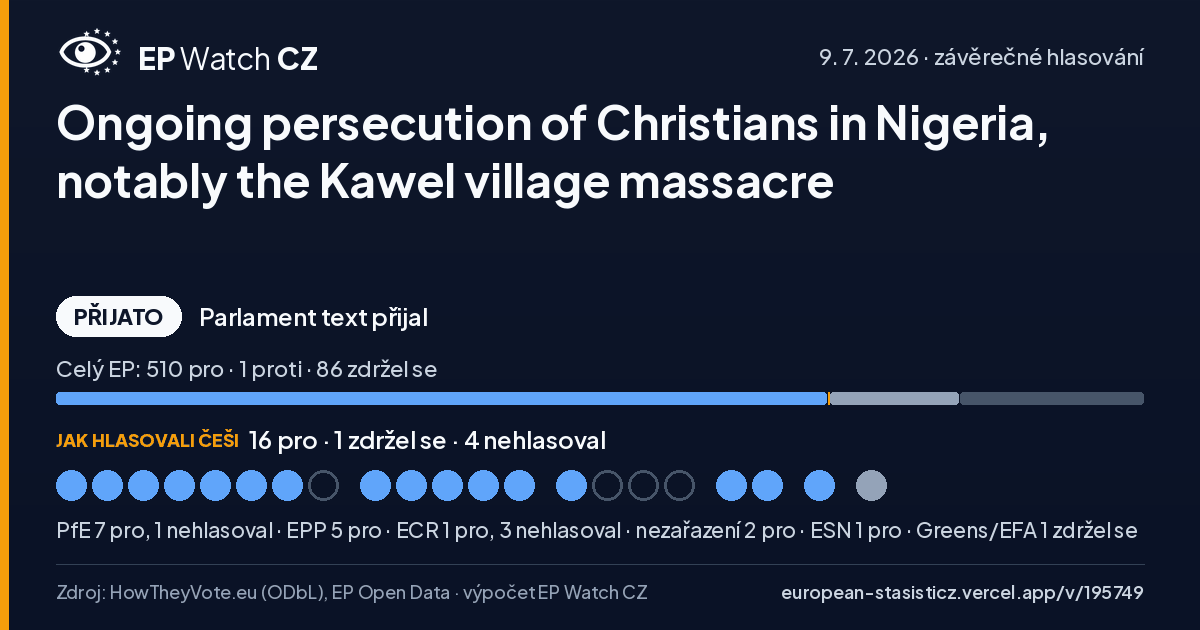 EP Watch CZ
9. 7. 2026 · závěrečné hlasování
Ongoing persecution of Christians in Nigeria,
notably the Kawel village massacre
PŘIJATO Parlament text přijal
Celý EP: 510 pro · 1 proti · 86 zdržel se
JAK HLASOVALI ČEŠI 16 pro · 1 zdržel se · 4 nehlasoval
PfE 7 pro, 1 nehlasoval · EPP 5 pro · ECR 1 pro, 3 nehlasoval · nezařazení 2 pro · ESN 1 pro · Greens/EFA 1 zdržel se
Zdroj: HowTheyVote.eu (ODbL), EP Open Data · výpočet EP Watch CZ
european-stasisticz.vercel.app/v/195749